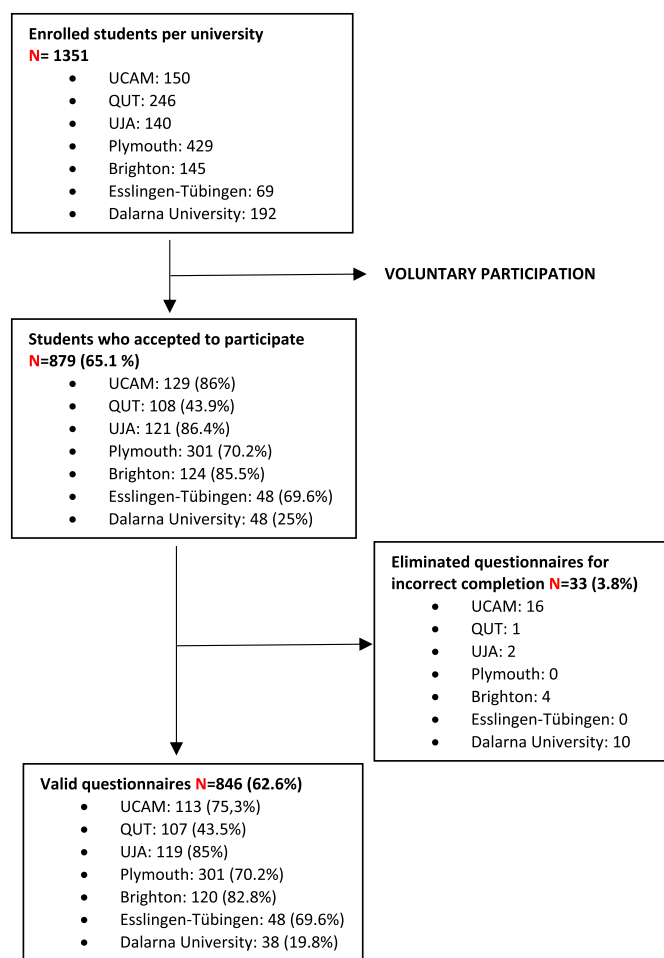 Enrolled students per university
N= 1351
• UCAM: 150
• QUT: 246
• UJA: 140
• Plymouth: 429
• Brighton: 145
• Esslingen-Tübingen: 69
• Dalarna University: 192
VOLUNTARY PARTICIPATION
Students who accepted to participate
N=879 (65.1 %)
• UCAM: 129 (86%)
• QUT: 108 (43.9%)
• UJA: 121 (86.4%)
• Plymouth: 301 (70.2%)
• Brighton: 124 (85.5%)
• Esslingen-Tübingen: 48 (69.6%)
• Dalarna University: 48 (25%)
Eliminated questionnaires for
incorrect completion N=33 (3.8%)
• UCAM: 16
• QUT: 1
• UJA: 2
• Plymouth: 0
• Brighton: 4
• Esslingen-Tübingen: 0
• Dalarna University: 10
Valid questionnaires N=846 (62.6%)
• UCAM: 113 (75,3%)
• QUT: 107 (43.5%)
• UJA: 119 (85%)
• Plymouth: 301 (70.2%)
• Brighton: 120 (82.8%)
• Esslingen-Tübingen: 48 (69.6%)
• Dalarna University: 38 (19.8%)